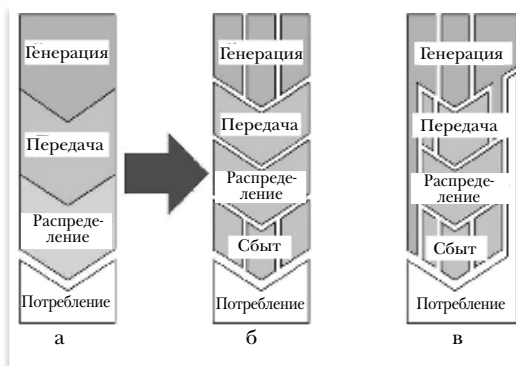 Генерация
Передача
Распреде-
ление
Потребление
а
Генерация
Передача
Распреде-
ление
Сбыт
Потребление
б
Генерация
Передача
Распреде-
ление
Сбыт
Потребление
в